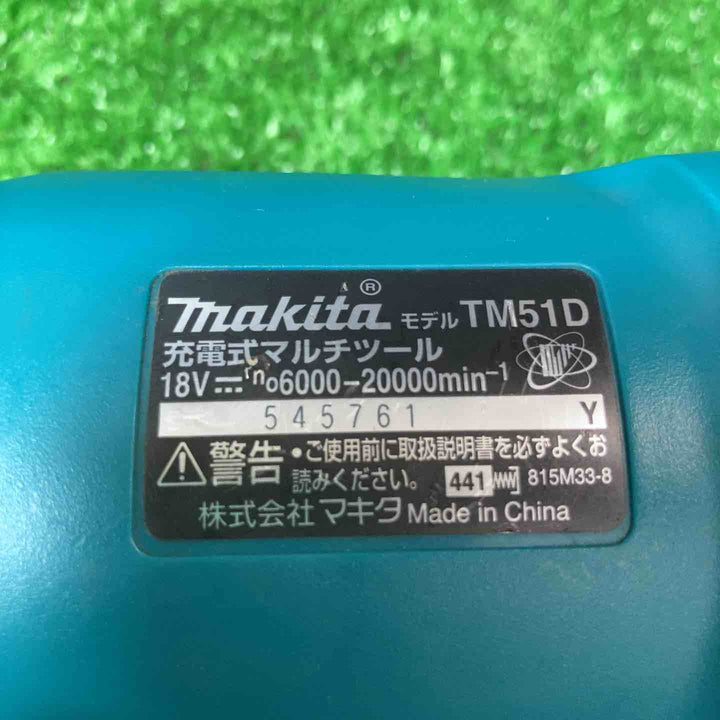 makita ® モデル TM51D
充電式マルチツール
18V⎓ n₀6000-20000min⁻¹
545761 Y
警告 •ご使用前に取扱説明書を必ずよくお
読みください。 441 815M33-8
株式会社 マキタ Made in China